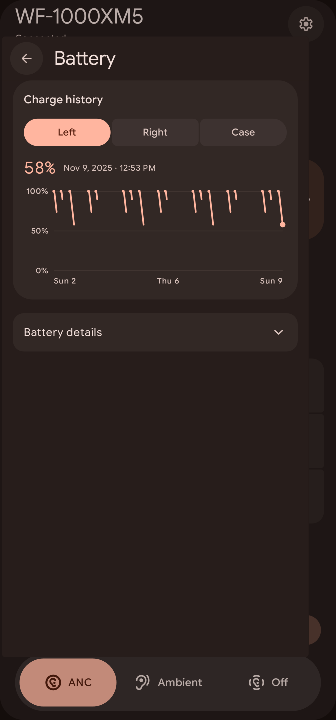 WF-1000XM5
Battery
Charge history
Left Right Case
58% Nov 9, 2025 - 12:53 PM
100%
50%
0%
Sun 2 Thu 6 Sun 9
Battery details
ANC Ambient Off